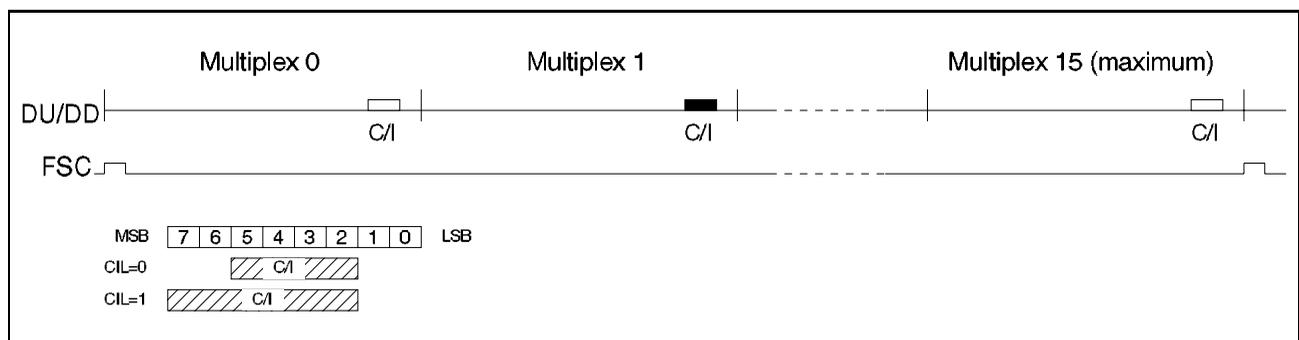 Multiplex 0 Multiplex 1 Multiplex 15 (maximum)
DU/DD
C/I C/I C/I
FSC
MSB 7 6 5 4 3 2 1 0 LSB
CIL=0 C/I
CIL=1 C/I